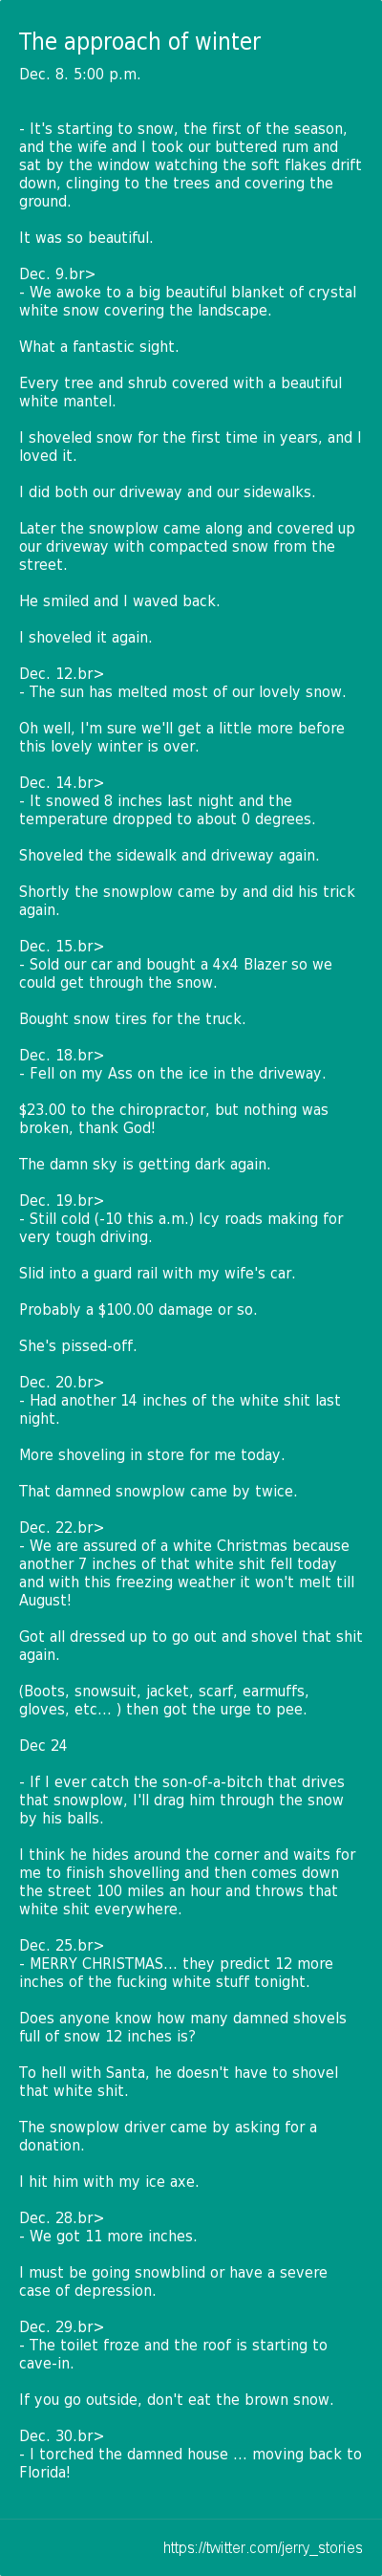 The approach of winter
Dec. 8. 5:00 p.m.
- It's starting to snow, the first of the season,
and the wife and I took our buttered rum and
sat by the window watching the soft flakes drift
down, clinging to the trees and covering the
ground.
It was so beautiful.
Dec. 9.br>
- We awoke to a big beautiful blanket of crystal
white snow covering the landscape.
What a fantastic sight.
Every tree and shrub covered with a beautiful
white mantel.
I shoveled snow for the first time in years, and I
loved it.
I did both our driveway and our sidewalks.
Later the snowplow came along and covered up
our driveway with compacted snow from the
street.
He smiled and I waved back.
I shoveled it again.
Dec. 12.br>
- The sun has melted most of our lovely snow.
Oh well, I'm sure we'll get a little more before
this lovely winter is over.
Dec. 14.br>
- It snowed 8 inches last night and the
temperature dropped to about 0 degrees.
Shoveled the sidewalk and driveway again.
Shortly the snowplow came by and did his trick
again.
Dec. 15.br>
- Sold our car and bought a 4x4 Blazer so we
could get through the snow.
Bought snow tires for the truck.
Dec. 18.br>
- Fell on my Ass on the ice in the driveway.
$23.00 to the chiropractor, but nothing was
broken, thank God!
The damn sky is getting dark again.
Dec. 19.br>
- Still cold (-10 this a.m.) Icy roads making for
very tough driving.
Slid into a guard rail with my wife's car.
Probably a $100.00 damage or so.
She's pissed-off.
Dec. 20.br>
- Had another 14 inches of the white shit last
night.
More shoveling in store for me today.
That damned snowplow came by twice.
Dec. 22.br>
- We are assured of a white Christmas because
another 7 inches of that white shit fell today
and with this freezing weather it won't melt till
August!
Got all dressed up to go out and shovel that shit
again.
(Boots, snowsuit, jacket, scarf, earmuffs,
gloves, etc... ) then got the urge to pee.
Dec 24
- If I ever catch the son-of-a-bitch that drives
that snowplow, I'll drag him through the snow
by his balls.
I think he hides around the corner and waits for
me to finish shovelling and then comes down
the street 100 miles an hour and throws that
white shit everywhere.
Dec. 25.br>
- MERRY CHRISTMAS... they predict 12 more
inches of the fucking white stuff tonight.
Does anyone know how many damned shovels
full of snow 12 inches is?
To hell with Santa, he doesn't have to shovel
that white shit.
The snowplow driver came by asking for a
donation.
I hit him with my ice axe.
Dec. 28.br>
- We got 11 more inches.
I must be going snowblind or have a severe
case of depression.
Dec. 29.br>
- The toilet froze and the roof is starting to
cave-in.
If you go outside, don't eat the brown snow.
Dec. 30.br>
- I torched the damned house ... moving back to
Florida!
https://twitter.com/jerry_stories